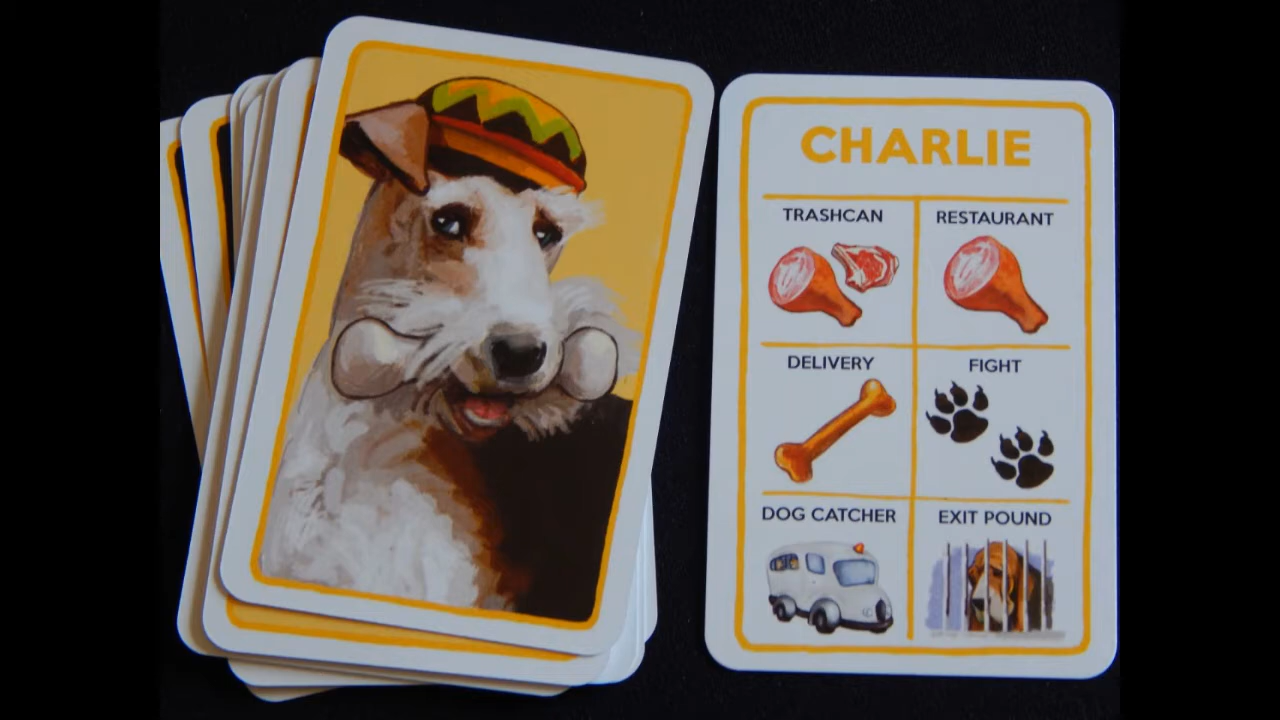 CHARLIE
TRASHCAN RESTAURANT
DELIVERY FIGHT
DOG CATCHER EXIT POUND